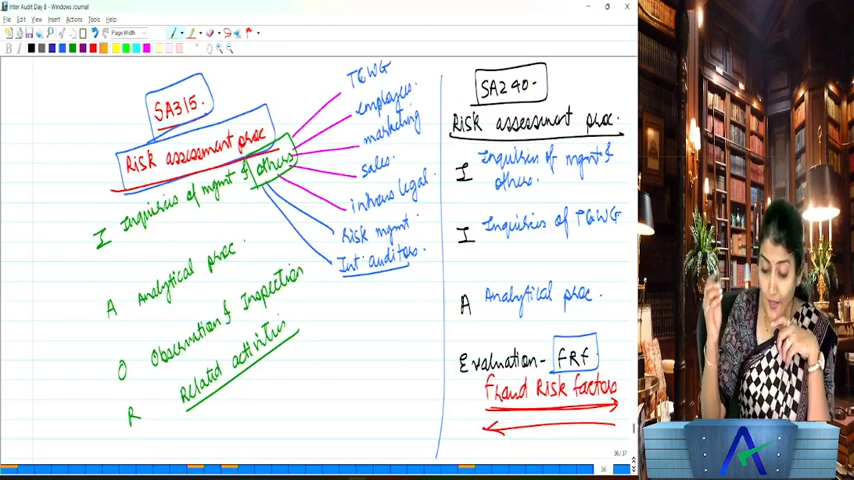 Inter Audit Day 8 - Windows Journal
File Edit View Insert Actions Tools Help
Page Width
B I
SA315.
Risk assessment proc
I Inquiries of mgmt & others
TCWG
employees.
marketing
sales.
inhouse legal.
Risk mgmt
Int. auditors.
A Analytical proc.
O Observation & Inspection
R Related activities
SA240.
Risk assessment proc.
I Inquiries of mgmt &
others.
I Inquiries of TCWG
A Analytical proc.
Evaluation- FRF.
Fraud Risk factors
36
36/37